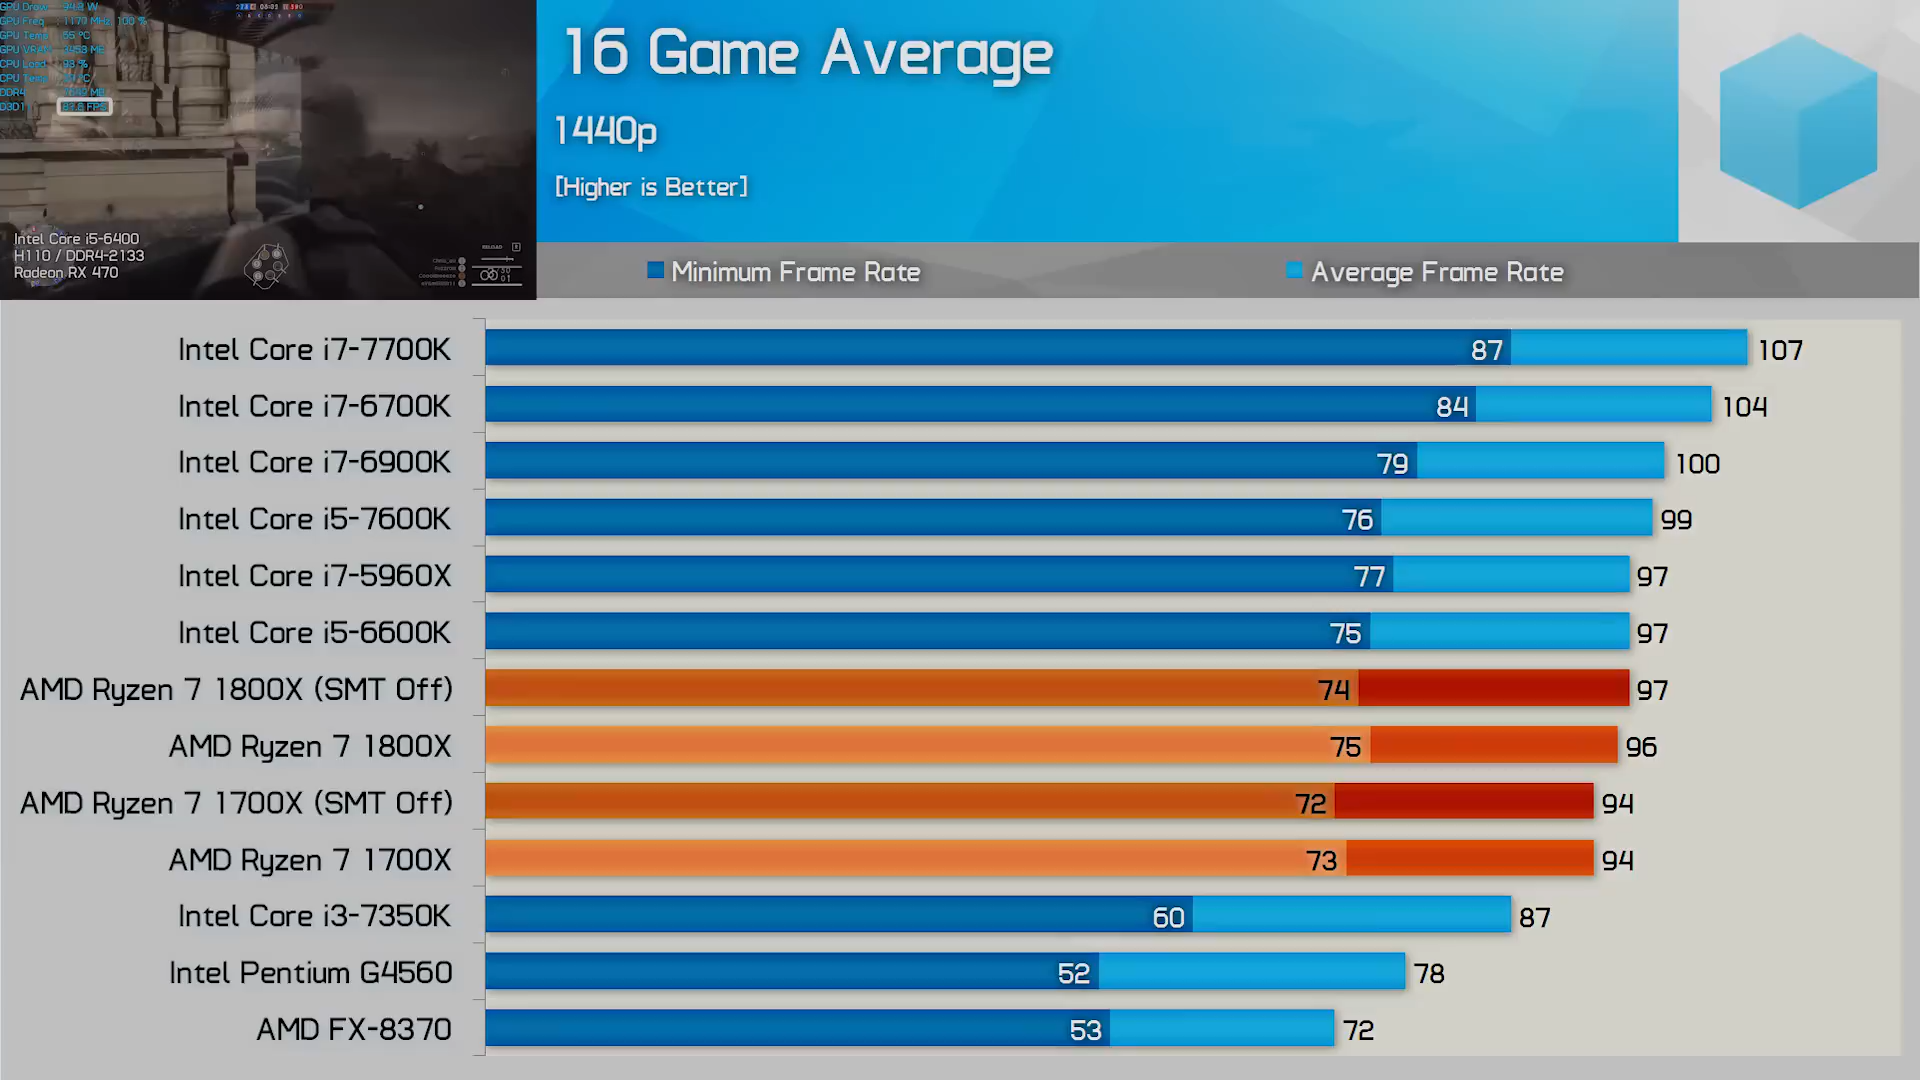 GPU Temp 65 ºC
16 Game Average
1440p
[Higher is Better]
Intel Core i5-6400
H110 / DDR4-2133
Radeon RX 470
RELOAD
Minimum Frame Rate
Average Frame Rate
Intel Core i7-7700K 87 107
Intel Core i7-6700K 84 104
Intel Core i7-6900K 79 100
Intel Core i5-7600K 76 99
Intel Core i7-5960X 77 97
Intel Core i5-6600K 75 97
AMD Ryzen 7 1800X (SMT Off) 74 97
AMD Ryzen 7 1800X 75 96
AMD Ryzen 7 1700X (SMT Off) 72 94
AMD Ryzen 7 1700X 73 94
Intel Core i3-7350K 60 87
Intel Pentium G4560 52 78
AMD FX-8370 53 72